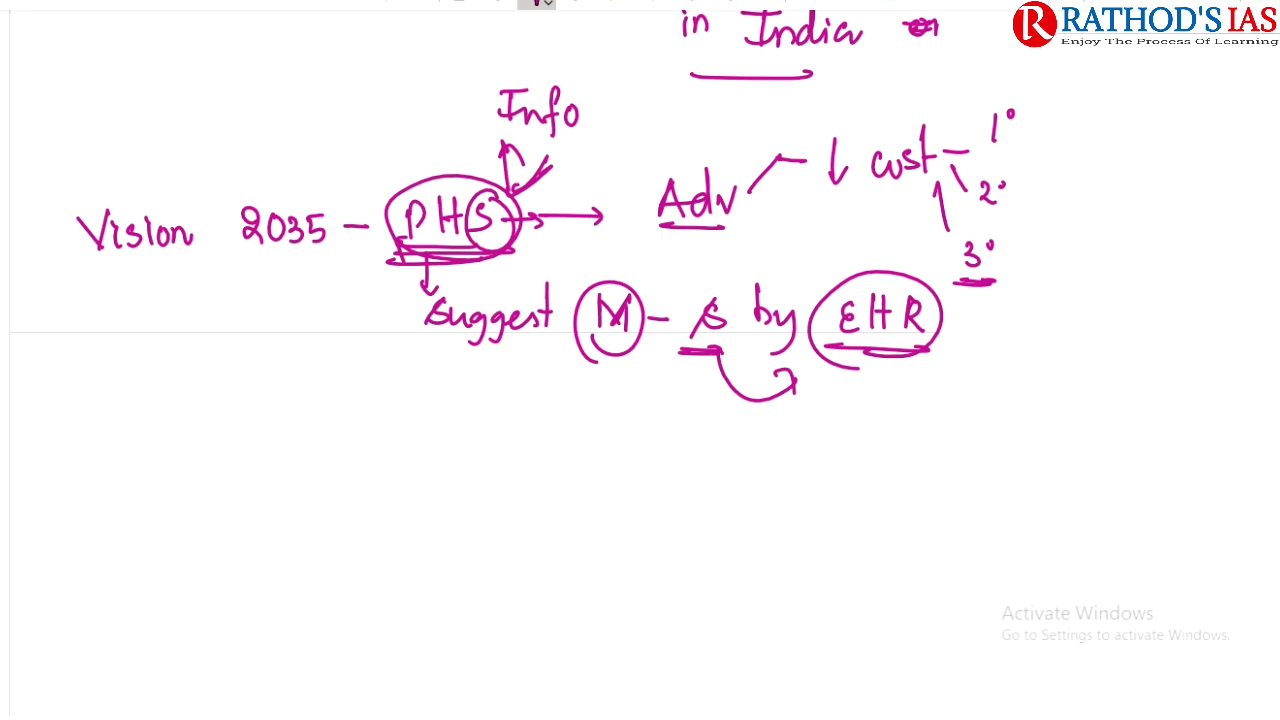 in India
RATHOD'S IAS
Enjoy The Process Of Learning
Info
Adv ↓ cost - 1°
2°
3°
Vision 2035 - PHS →
Suggest M - S by EHR
Activate Windows
Go to Settings to activate Windows.